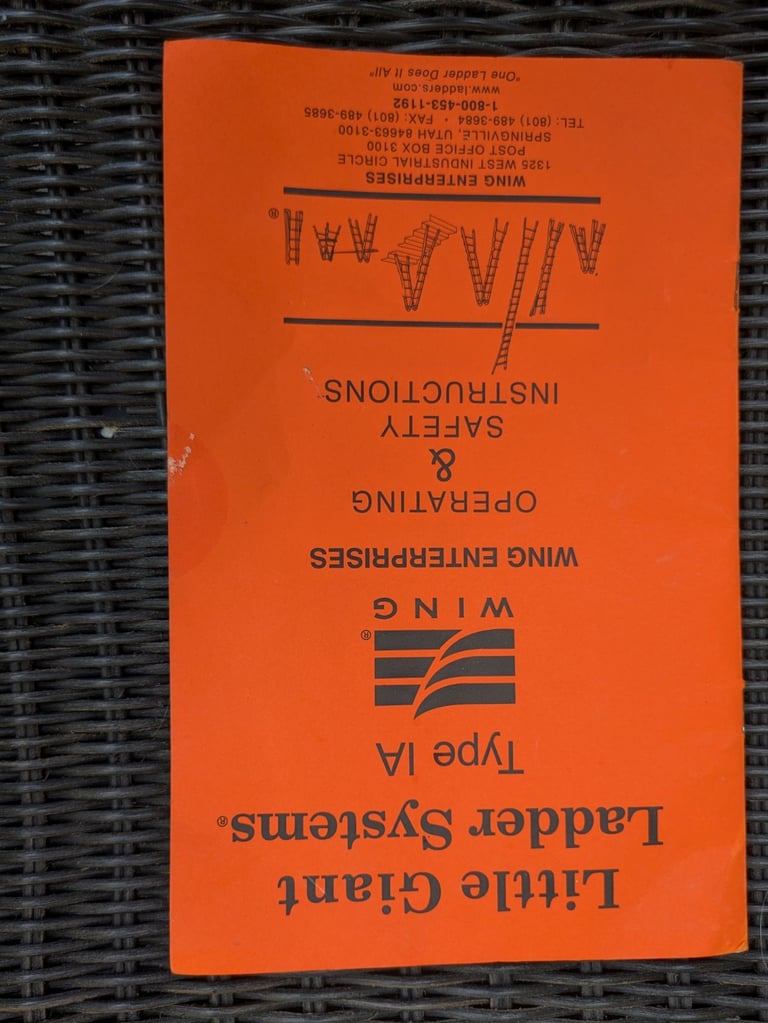 Little Giant
Ladder Systems®
Type IA
®
WING
WING ENTERPRISES
OPERATING
&
SAFETY
INSTRUCTIONS
®
WING ENTERPRISES
1325 WEST INDUSTRIAL CIRCLE
POST OFFICE BOX 3100
SPRINGVILLE, UTAH 84663-3100
TEL: (801) 489-3684 • FAX: (801) 489-3685
1-800-453-1192
www.ladders.com
"One Ladder Does It All"